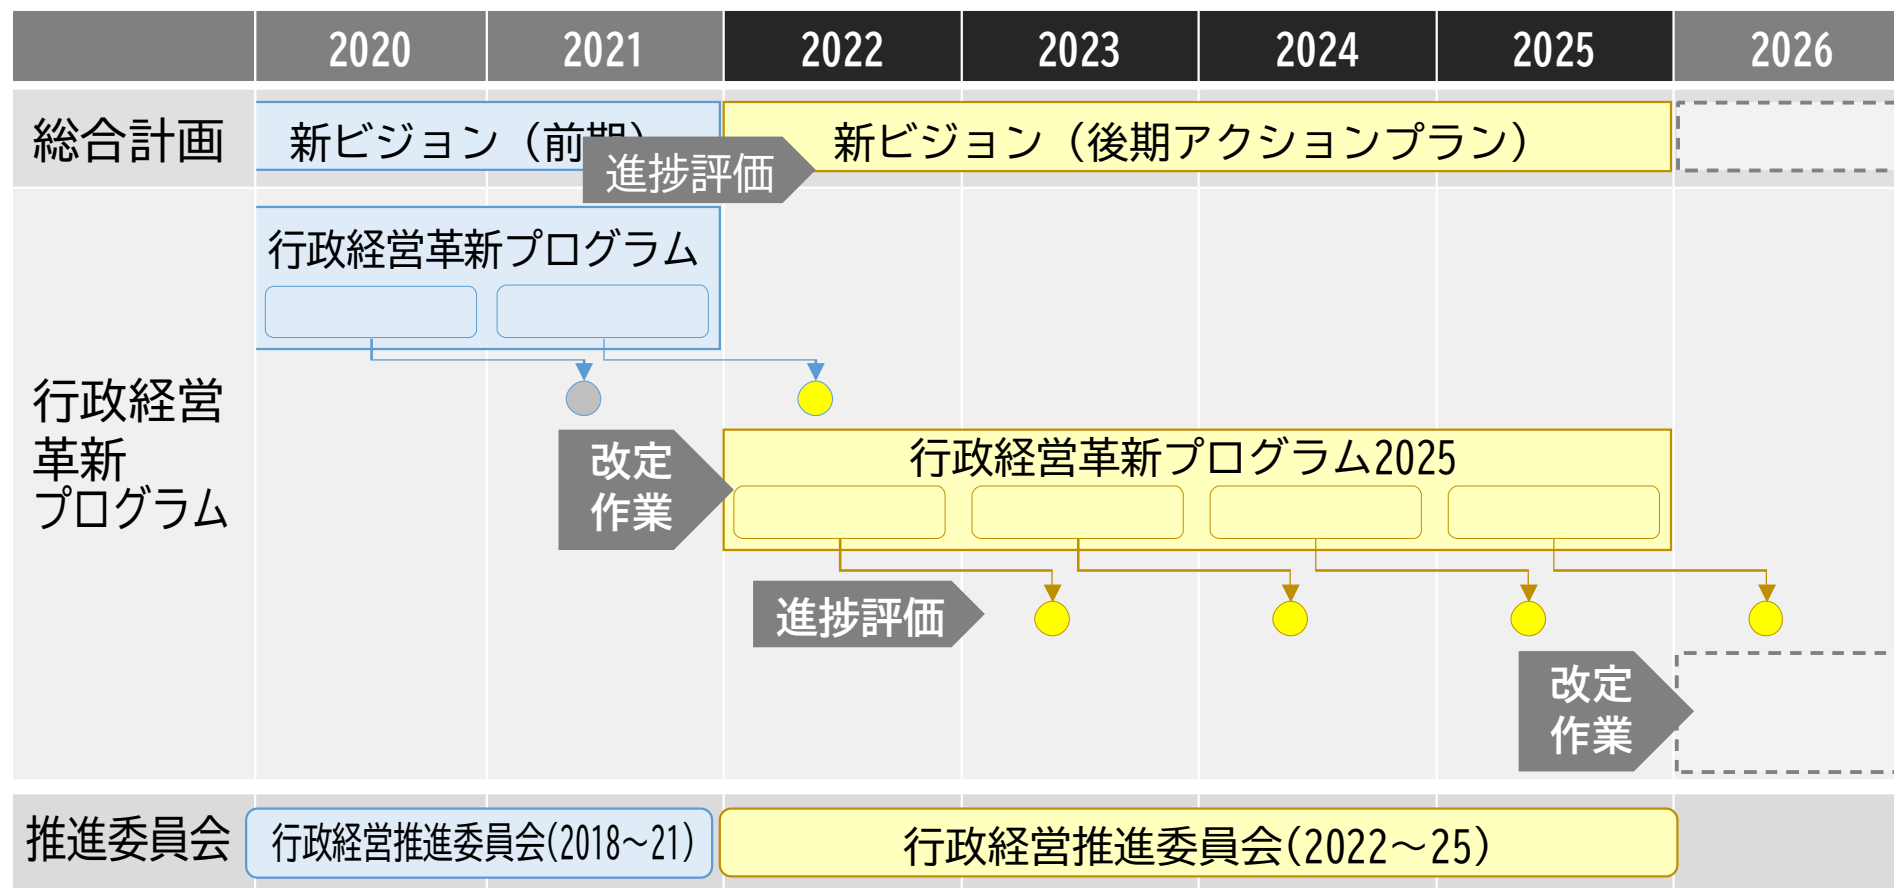 2020 2021 2022 2023 2024 2025 2026
総合計画
新ビジョン（前期）
新ビジョン（後期アクションプラン）
進捗評価
行政経営革新プログラム
行政経営
革新
プログラム
改定
作業
行政経営革新プログラム2025
進捗評価
改定
作業
推進委員会
行政経営推進委員会(2018～21)
行政経営推進委員会(2022～25)